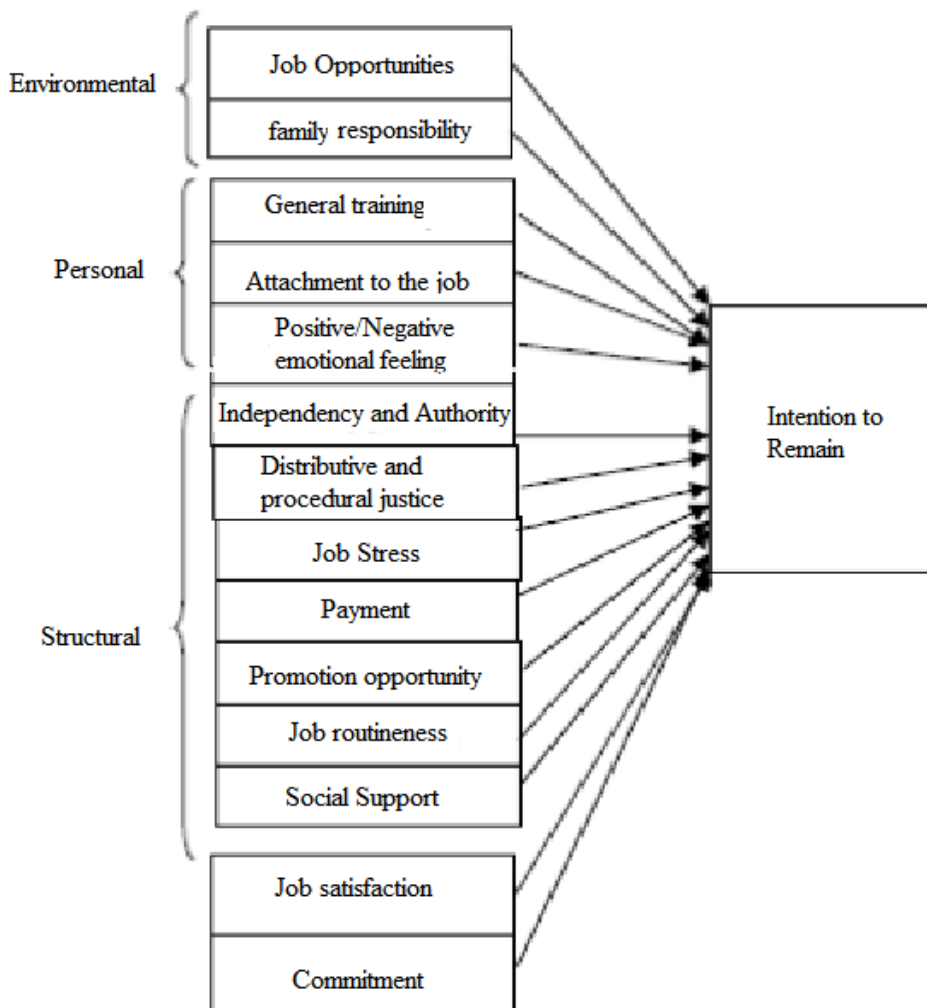 Environmental
Job Opportunities
family responsibility
Personal
General training
Attachment to the job
Positive/Negative
emotional feeling
Structural
Independency and Authority
Distributive and
procedural justice
Job Stress
Payment
Promotion opportunity
Job routineness
Social Support
Job satisfaction
Commitment
Intention to
Remain